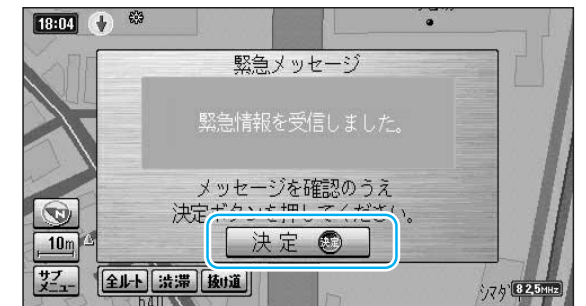 18:04
緊急メッセージ
緊急情報を受信しました。
メッセージを確認のうえ
決定ボタンを押してください。
決定 決定
10m
サブ
メニュー
全ルート 渋滞 抜け道
シマダ
82.5MHz